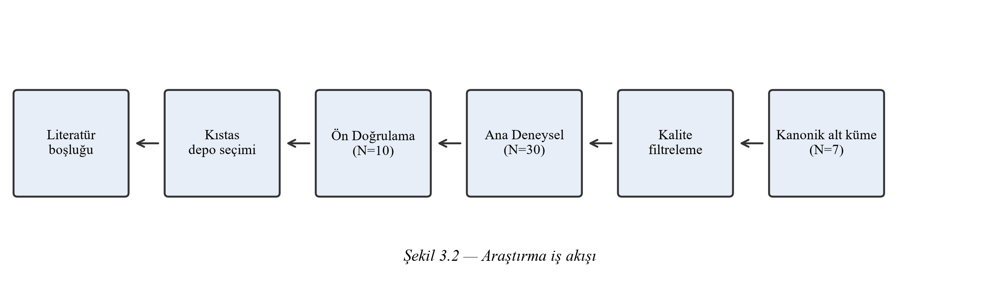 Literatür
boşluğu
Kıstas
depo seçimi
Ön Doğrulama
(N=10)
Ana Deneysel
(N=30)
Kalite
filtreleme
Kanonik alt küme
(N=7)
Şekil 3.2 — Araştırma iş akışı